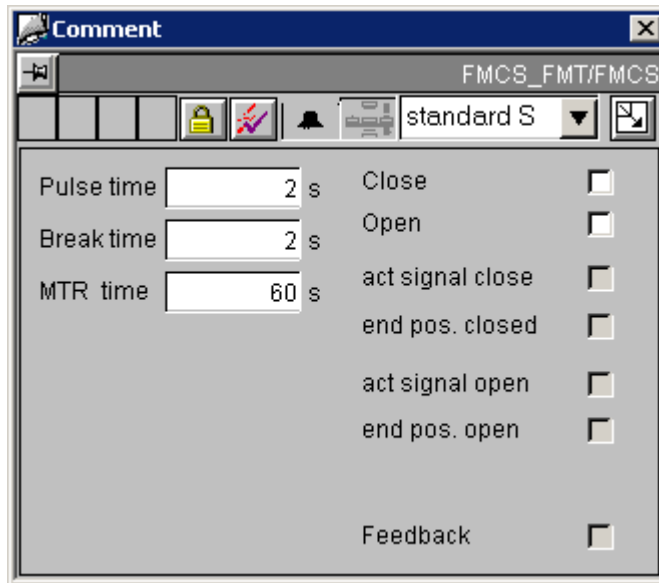 Comment
FMCS_FMT/FMCS
standard S
Pulse time 2 s
Break time 2 s
MTR time 60 s
Close
Open
act signal close
end pos. closed
act signal open
end pos. open
Feedback